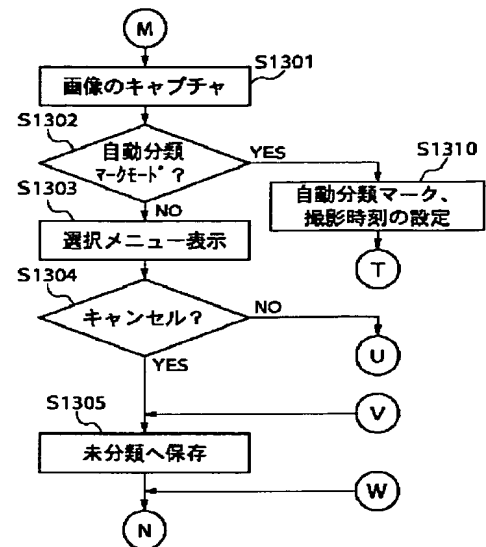 M
S1301
画像のキャプチャ
S1302
自動分類
マークモード?
YES
S1310
自動分類マーク、
撮影時刻の設定
T
S1303
NO
選択メニュー表示
S1304
キャンセル?
NO
U
YES
V
S1305
未分類へ保存
W
N